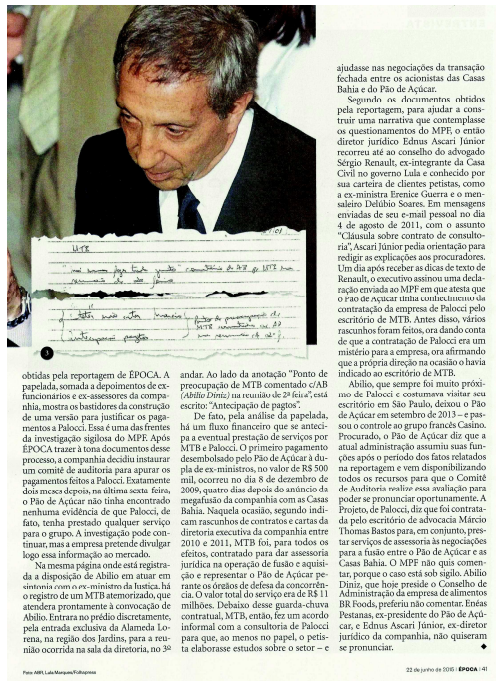 MTB
3
obtidas pela reportagem de ÉPOCA. A
papelada, somada a depoimentos de ex-
funcionários e ex-assessores da compa-
nhia, mostra os bastidores da construção
de uma versão para justificar os paga-
mentos a Palocci. Essa é uma das frentes
da investigação sigilosa do MPF. Após
ÉPOCA trazer à tona documentos desse
processo, a companhia decidiu instaurar
um comitê de auditoria para apurar os
pagamentos feitos a Palocci. Exatamente
dois meses depois, na última sexta-feira,
o Pão de Açúcar não tinha encontrado
nenhuma evidência de que Palocci, de
fato, tenha prestado qualquer serviço
para o grupo. A investigação pode con-
tinuar, mas a empresa pretende divulgar
logo essa informação ao mercado.
Na mesma página onde está registra-
da a disposição de Abilio em atuar em
sintonia com o ex-ministro da Justiça, há
o registro de um MTB atemorizado, que
atendera prontamente à convocação de
Abilio. Entrara no prédio discretamente,
pela entrada exclusiva da Alameda Lo-
rena, na região dos Jardins, para a reu-
nião ocorrida na sala da diretoria, no 3º
andar. Ao lado da anotação “Ponto de
preocupação de MTB comentado c/AB
(Abilio Diniz) na reunião de 2ª feira”, está
escrito: “Antecipação de pagtos”.
De fato, pela análise da papelada,
há um fluxo financeiro que se anteci-
pa a eventual prestação de serviços por
MTB e Palocci. O primeiro pagamento
desembolsado pelo Pão de Açúcar à du-
pla de ex-ministros, no valor de R$ 500
mil, ocorreu no dia 8 de dezembro de
2009, quatro dias depois do anúncio da
megafusão da companhia com as Casas
Bahia. Naquela ocasião, segundo indi-
cam rascunhos de contratos e cartas da
diretoria executiva da companhia entre
2010 e 2011, MTB foi, para todos os
efeitos, contratado para dar assessoria
jurídica na operação de fusão e aquisi-
ção e representar o Pão de Açúcar pe-
rante os órgãos de defesa da concorrên-
cia. O valor total do serviço era de R$ 11
milhões. Debaixo desse guarda-chuva
contratual, MTB, então, fez um acordo
informal com a consultoria de Palocci
para que, ao menos no papel, o petis-
ta elaborasse estudos sobre o setor – e
ajudasse nas negociações da transação
fechada entre os acionistas das Casas
Bahia e do Pão de Açúcar.
Segundo os documentos obtidos
pela reportagem, para ajudar a cons-
truir uma narrativa que contemplasse
os questionamentos do MPF, o então
diretor jurídico Ednus Ascari Júnior
recorreu até ao conselho do advogado
Sérgio Renault, ex-integrante da Casa
Civil no governo Lula e conhecido por
sua carteira de clientes petistas, como
a ex-ministra Erenice Guerra e o men-
saleiro Delúbio Soares. Em mensagens
enviadas de seu e-mail pessoal no dia
4 de agosto de 2011, com o assunto
“Cláusula sobre contrato de consulto-
ria”, Ascari Júnior pedia orientação para
redigir as explicações aos procuradores.
Um dia após receber as dicas de texto de
Renault, o executivo assinou uma decla-
ração enviada ao MPF em que atesta que
o Pão de Açúcar tinha conhecimento da
contratação da empresa de Palocci pelo
escritório de MTB. Antes disso, vários
rascunhos foram feitos, ora dando conta
de que a contratação de Palocci era um
mistério para a empresa, ora afirmando
que a própria direção na ocasião o havia
indicado ao escritório de MTB.
Abilio, que sempre foi muito próxi-
mo de Palocci e costumava visitar seu
escritório em São Paulo, deixou o Pão
de Açúcar em setembro de 2013 – e pas-
sou o controle ao grupo francês Casino.
Procurado, o Pão de Açúcar diz que a
atual administração assumiu suas fun-
ções após o período dos fatos relatados
na reportagem e vem disponibilizando
todos os recursos para que o Comitê
de Auditoria realize essa avaliação para
poder se pronunciar oportunamente. A
Projeto, de Palocci, diz que foi contrata-
da pelo escritório de advocacia Márcio
Thomaz Bastos para, em conjunto, pres-
tar serviços de assessoria às negociações
para a fusão entre o Pão de Açúcar e as
Casas Bahia. O MPF não quis comen-
tar, porque o caso está sob sigilo. Abilio
Diniz, que hoje preside o Conselho de
Administração da empresa de alimentos
BR Foods, preferiu não comentar. Enéas
Pestanas, ex-presidente do Pão de Açú-
car, e Ednus Ascari Júnior, ex-diretor
jurídico da companhia, não quiseram
se pronunciar.
Foto: ABR, Lula Marques/Folhapress
22 de junho de 2015 | ÉPOCA | 41